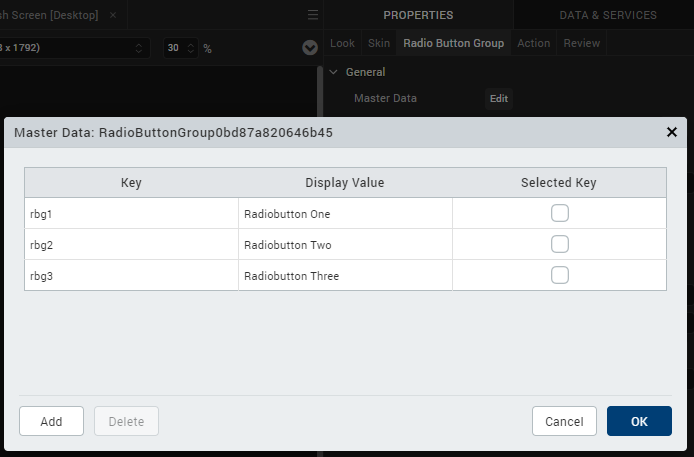 sh Screen [Desktop] ×
PROPERTIES DATA & SERVICES
x 1792) 30 %
Look Skin Radio Button Group Action Review
General
Master Data Edit
Master Data: RadioButtonGroup0bd87a820646b45
Key Display Value Selected Key
rbg1 Radiobutton One
rbg2 Radiobutton Two
rbg3 Radiobutton Three
Add Delete Cancel OK